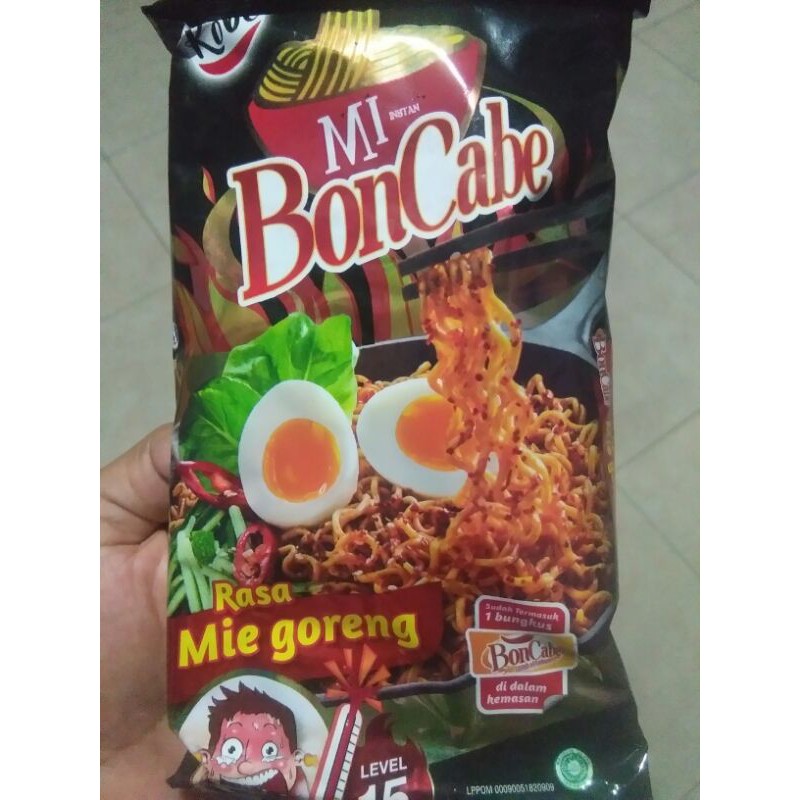 Kobe
MI
INSTAN
BonCabe
Rasa
Mie goreng
Sudah Termasuk
1 bungkus
BonCabe
di dalam
kemasan
LEVEL
15
LPPOM 00090051820909